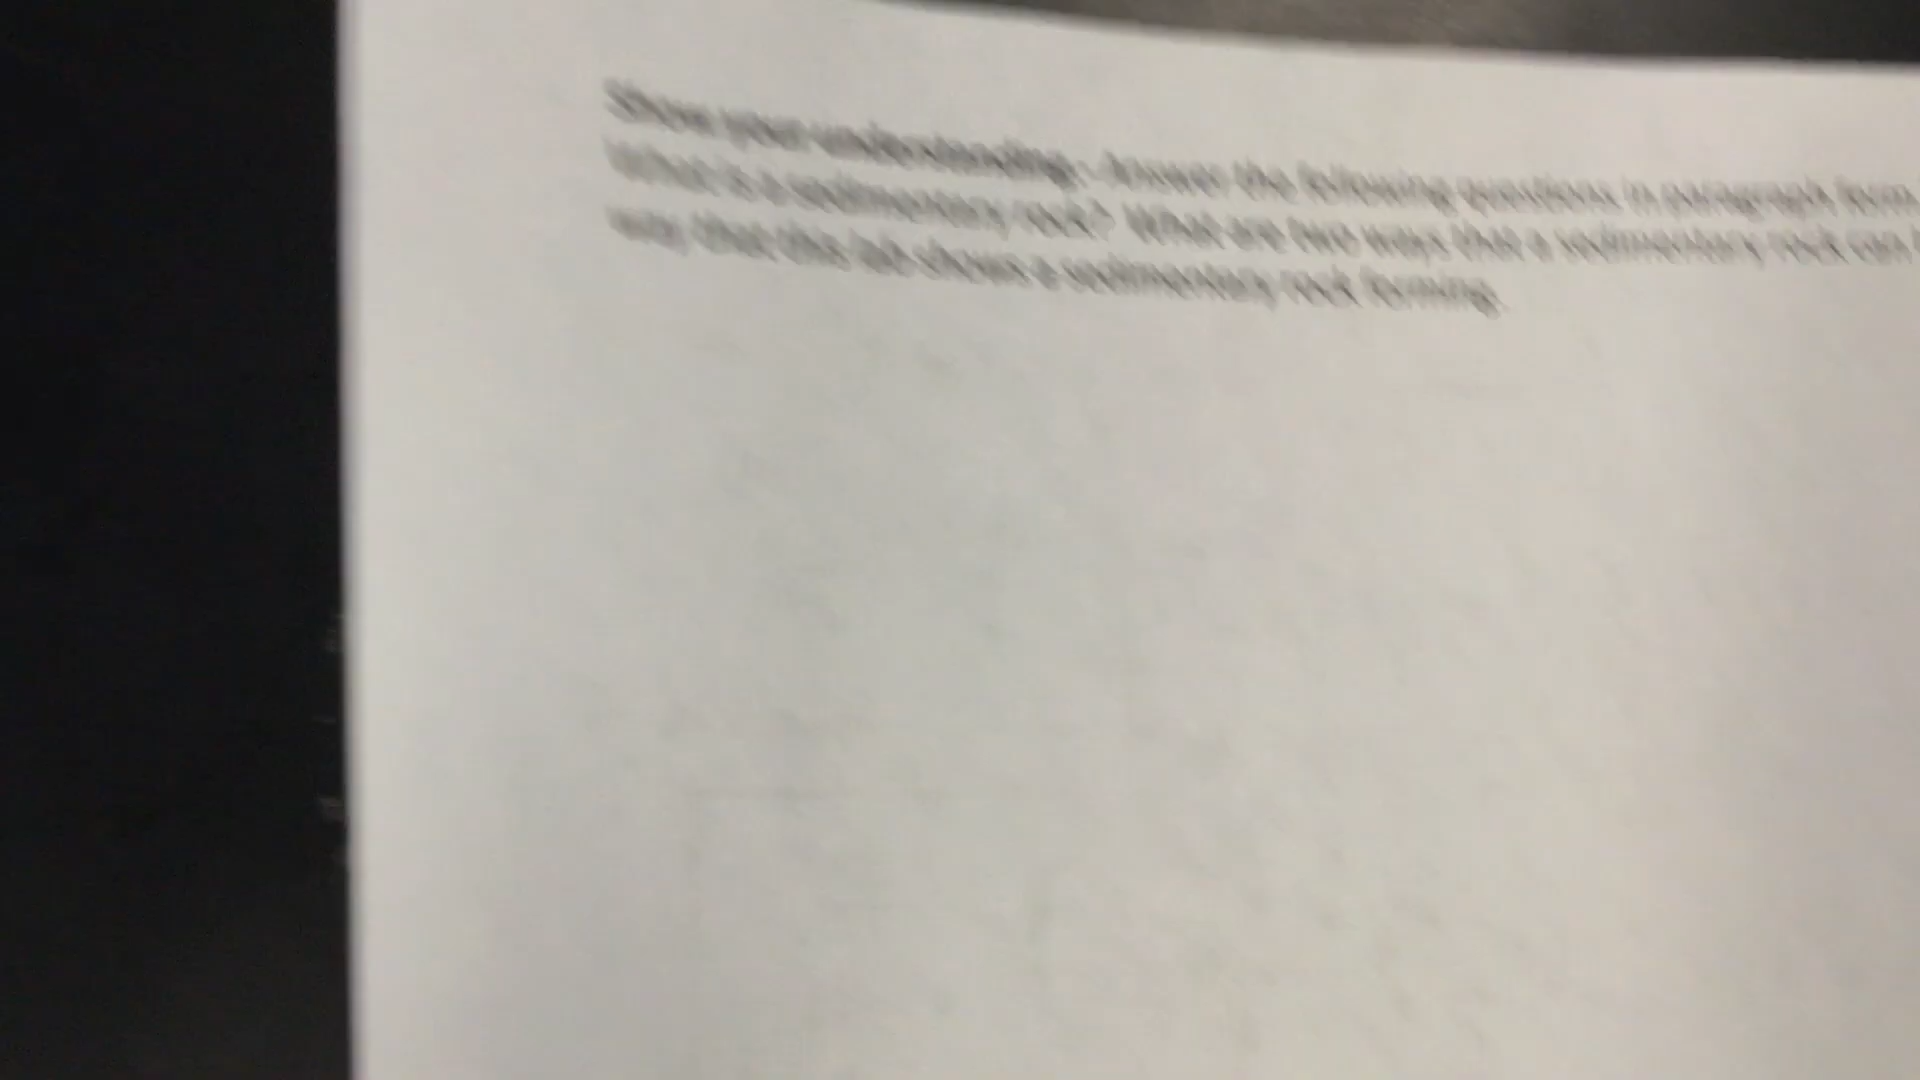 Show your understanding: Answer the following questions in paragraph form
What is a sedimentary rock? What are two ways that a sedimentary rock can
way that this lab shows a sedimentary rock forming.